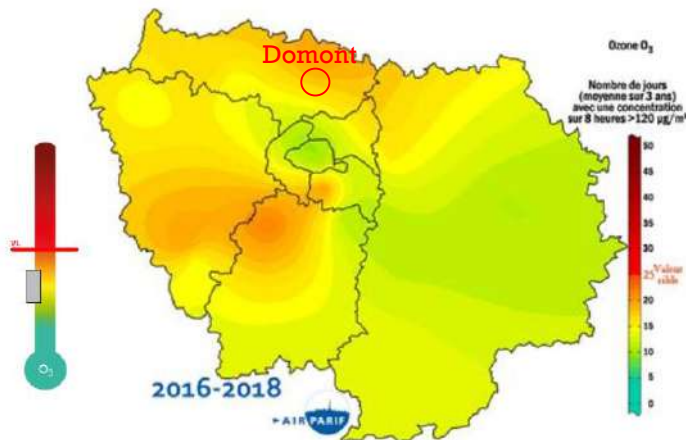 Domont
Ozone O3
Nombre de jours
(moyenne sur 3 ans)
avec une concentration
sur 8 heures >120 µg/m³
50
45
40
35
30
25 Valeur
cible
20
15
10
5
0
VL
O3
2016-2018
AIRPARIF